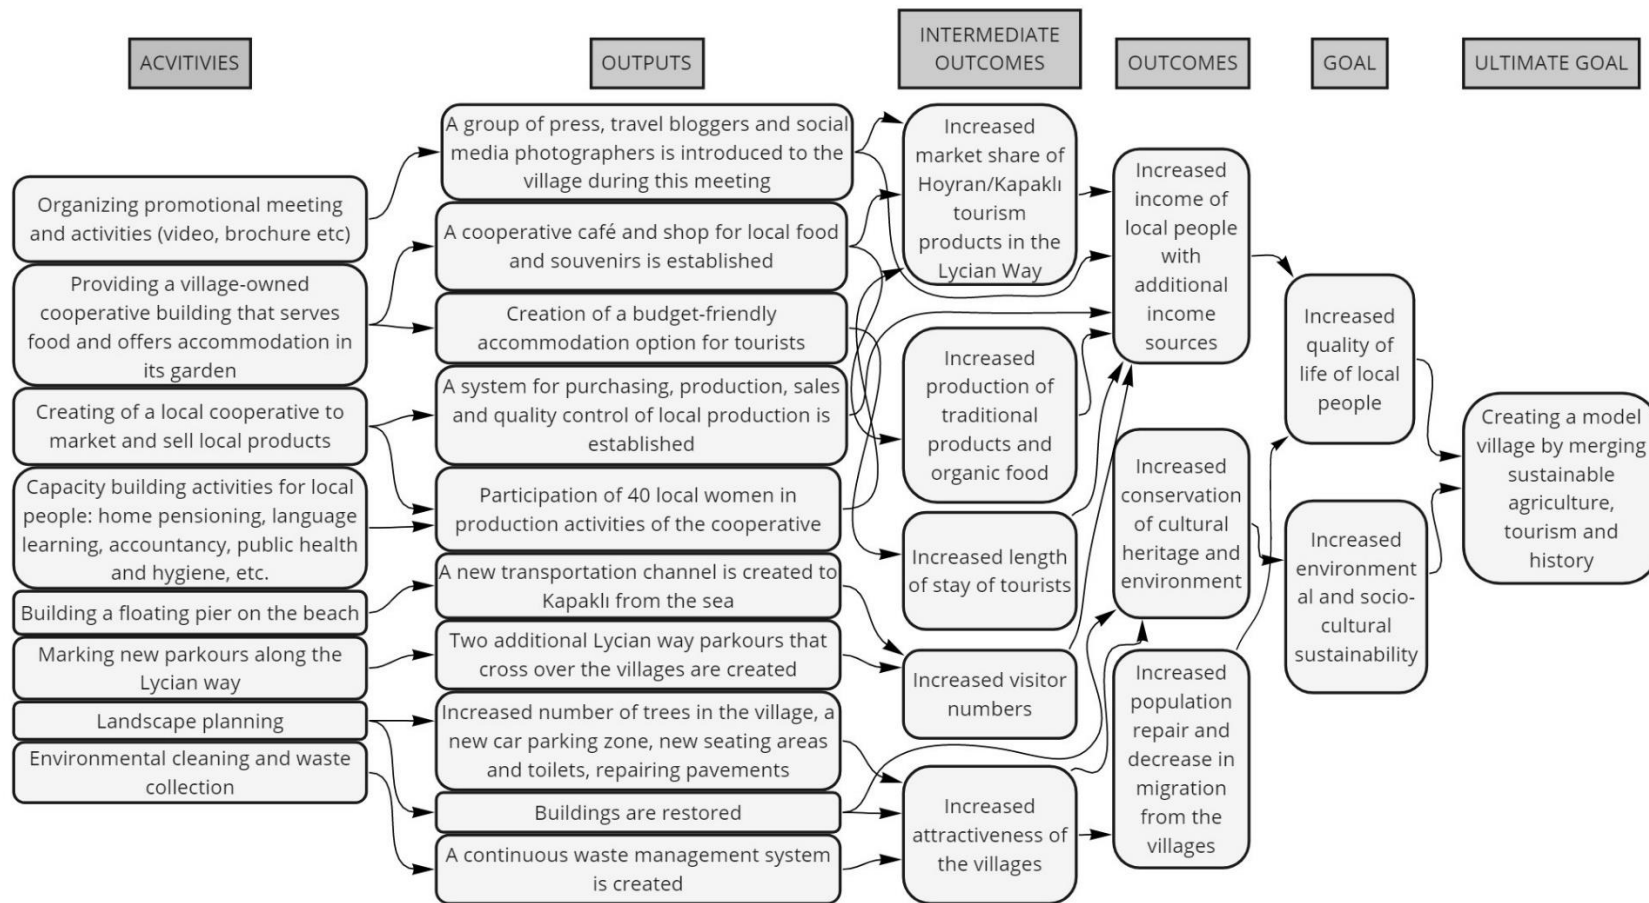 ACVITIVIES
OUTPUTS
INTERMEDIATE
OUTCOMES
OUTCOMES
GOAL
ULTIMATE GOAL
Organizing promotional meeting
and activities (video, brochure etc)
Providing a village-owned
cooperative building that serves
food and offers accommodation in
its garden
Creating of a local cooperative to
market and sell local products
Capacity building activities for local
people: home pensioning, language
learning, accountancy, public health
and hygiene, etc.
Building a floating pier on the beach
Marking new parkours along the
Lycian way
Landscape planning
Environmental cleaning and waste
collection
A group of press, travel bloggers and social
media photographers is introduced to the
village during this meeting
A cooperative café and shop for local food
and souvenirs is established
Creation of a budget-friendly
accommodation option for tourists
A system for purchasing, production, sales
and quality control of local production is
established
Participation of 40 local women in
production activities of the cooperative
A new transportation channel is created to
Kapaklı from the sea
Two additional Lycian way parkours that
cross over the villages are created
Increased number of trees in the village, a
new car parking zone, new seating areas
and toilets, repairing pavements
Buildings are restored
A continuous waste management system
is created
Increased
market share of
Hoyran/Kapaklı
tourism
products in the
Lycian Way
Increased
production of
traditional
products and
organic food
Increased length
of stay of tourists
Increased visitor
numbers
Increased
attractiveness of
the villages
Increased
income of
local people
with
additional
income
sources
Increased
conservation
of cultural
heritage and
environment
Increased
population
repair and
decrease in
migration
from the
villages
Increased
quality of
life of local
people
Increased
environment
al and socio-
cultural
sustainability
Creating a model
village by merging
sustainable
agriculture,
tourism and
history